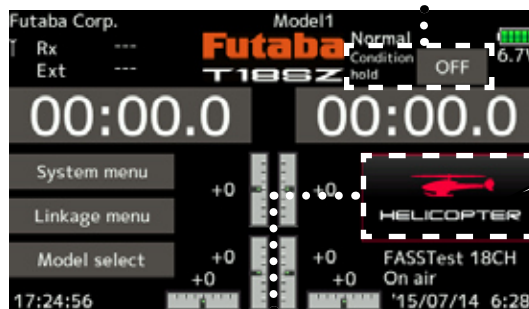 Futaba Corp.
Model1
Rx ---
Ext ---
Futaba
T18SZ
Normal
Condition
hold
OFF
6.7V
00:00.0
00:00.0
System menu
Linkage menu
Model select
+0
+0
+0
+0
+0
+0
HELICOPTER
FASSTest 18CH
On air
17:24:56
'15/07/14 6:28